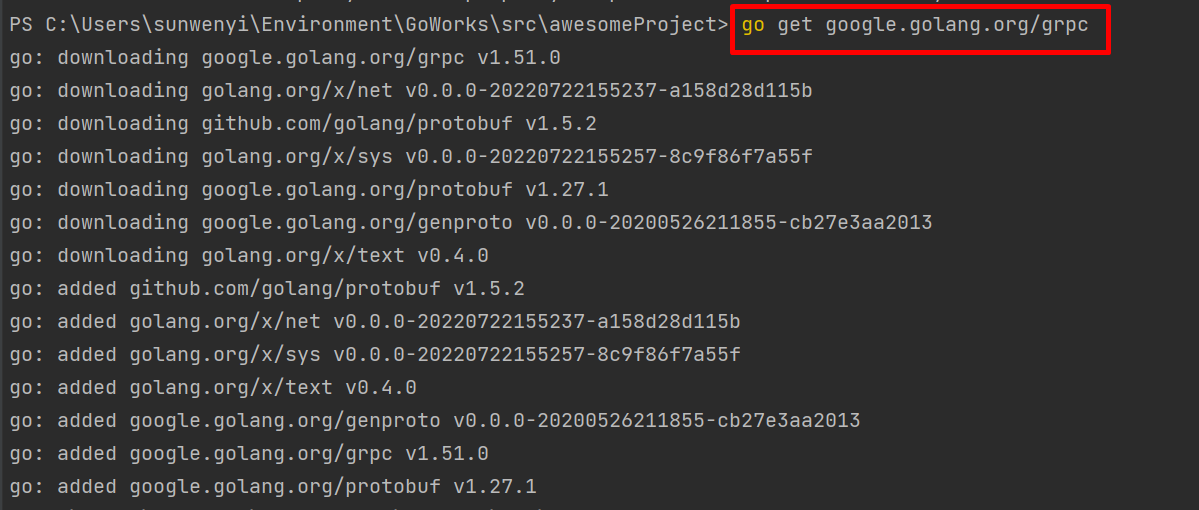 PS C:\Users\sunwenyi\Environment\GoWorks\src\awesomeProject> go get google.golang.org/grpc
go: downloading google.golang.org/grpc v1.51.0
go: downloading golang.org/x/net v0.0.0-20220722155237-a158d28d115b
go: downloading github.com/golang/protobuf v1.5.2
go: downloading golang.org/x/sys v0.0.0-20220722155257-8c9f86f7a55f
go: downloading google.golang.org/protobuf v1.27.1
go: downloading google.golang.org/genproto v0.0.0-20200526211855-cb27e3aa2013
go: downloading golang.org/x/text v0.4.0
go: added github.com/golang/protobuf v1.5.2
go: added golang.org/x/net v0.0.0-20220722155237-a158d28d115b
go: added golang.org/x/sys v0.0.0-20220722155257-8c9f86f7a55f
go: added golang.org/x/text v0.4.0
go: added google.golang.org/genproto v0.0.0-20200526211855-cb27e3aa2013
go: added google.golang.org/grpc v1.51.0
go: added google.golang.org/protobuf v1.27.1